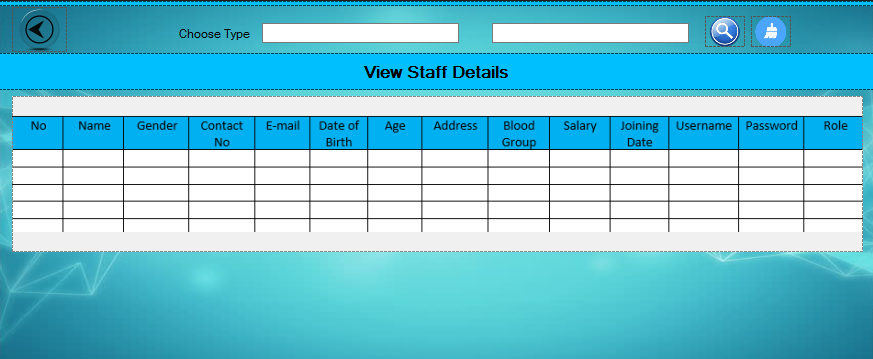 Choose Type
View Staff Details
No Name Gender Contact No E-mail Date of Birth Age Address Blood Group Salary Joining Date Username Password Role